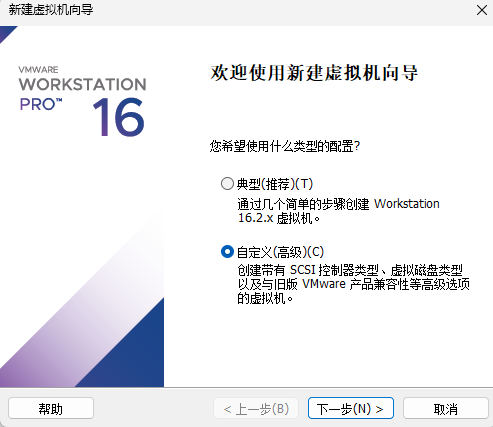 新建虚拟机向导
VMWARE
WORKSTATION
PRO™ 16
欢迎使用新建虚拟机向导
您希望使用什么类型的配置?
典型(推荐)(T)
通过几个简单的步骤创建 Workstation
16.2.x 虚拟机。
自定义(高级)(C)
创建带有 SCSI 控制器类型、虚拟磁盘类型
以及与旧版 VMware 产品兼容性等高级选项
的虚拟机。
帮助
< 上一步(B)
下一步(N) >
取消